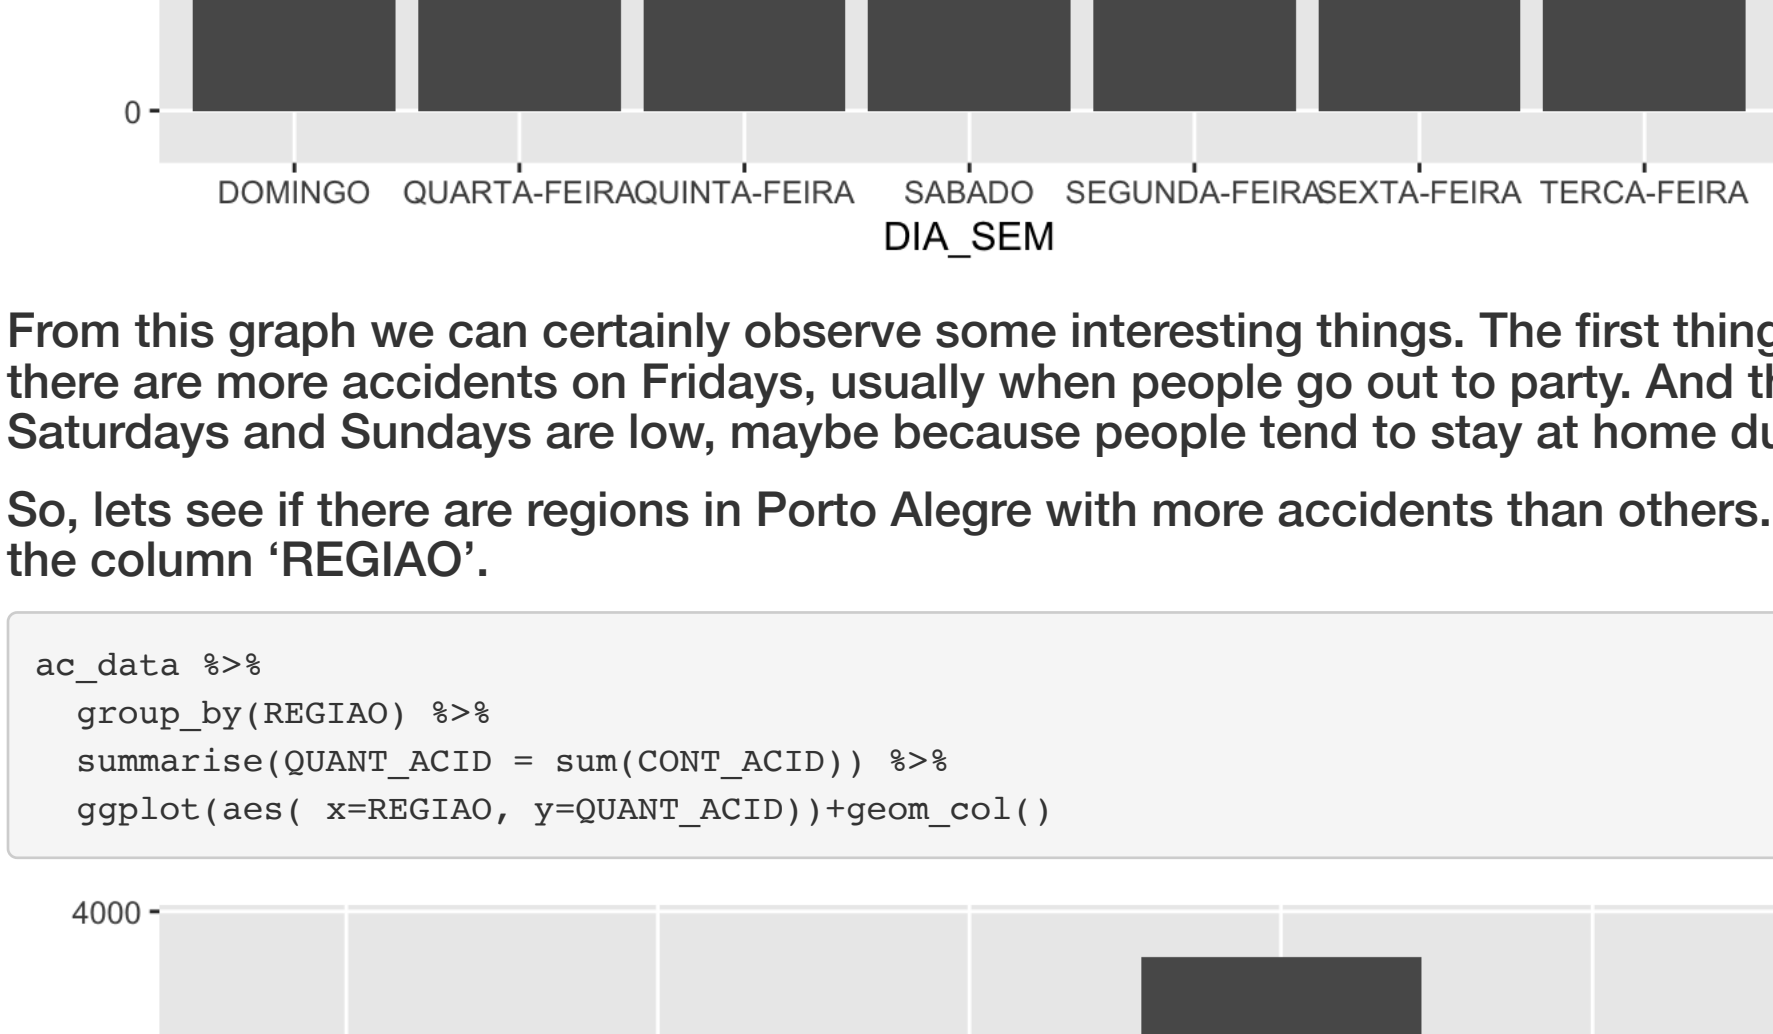 0
DOMINGO QUARTA-FEIRA QUINTA-FEIRA SABADO SEGUNDA-FEIRA SEXTA-FEIRA TERCA-FEIRA
DIA_SEM
From this graph we can certainly observe some interesting things. The first thing
there are more accidents on Fridays, usually when people go out to party. And
Saturdays and Sundays are low, maybe because people tend to stay at home
So, lets see if there are regions in Porto Alegre with more accidents than others.
the column ‘REGIAO’.
ac_data %>%
group_by(REGIAO) %>%
summarise(QUANT_ACID = sum(CONT_ACID)) %>%
ggplot(aes( x=REGIAO, y=QUANT_ACID))+geom_col()
4000